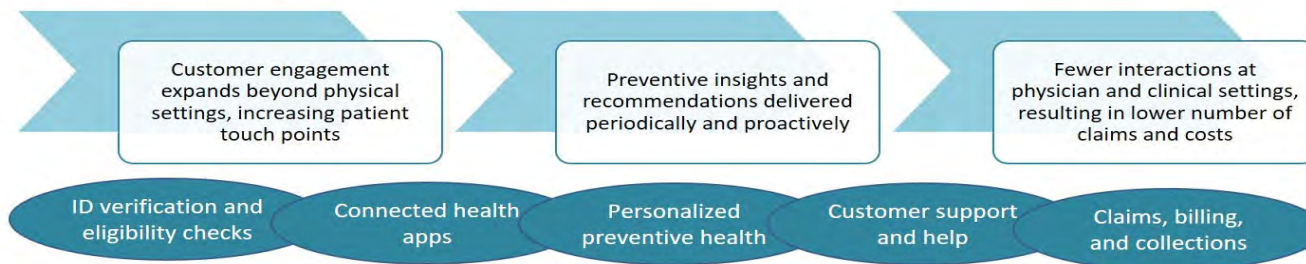 Customer engagement
expands beyond physical
settings, increasing patient
touch points
Preventive insights and
recommendations delivered
periodically and proactively
Fewer interactions at
physician and clinical settings,
resulting in lower number of
claims and costs
ID verification and
eligibility checks
Connected health
apps
Personalized
preventive health
Customer support
and help
Claims, billing,
and collections